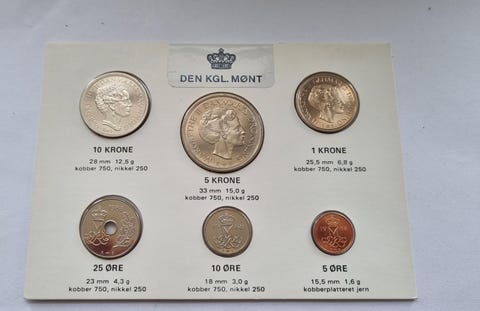 DEN KGL. MØNT
10 KRONE
28 mm 12,5 g
kobber 750, nikkel 250
5 KRONE
33 mm 15,0 g
kobber 750, nikkel 250
1 KRONE
25,5 mm 6,8 g
kobber 750, nikkel 250
25 ØRE
23 mm 4,3 g
kobber 750, nikkel 250
10 ØRE
18 mm 3,0 g
kobber 750, nikkel 250
5 ØRE
15,5 mm 1,6 g
kobberplatteret jern